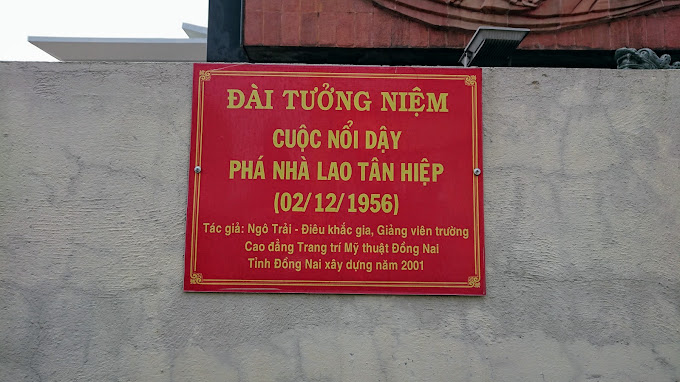 ĐÀI TƯỞNG NIỆM
CUỘC NỔI DẬY
PHÁ NHÀ LAO TÂN HIỆP
(02/12/1956)
Tác giả: Ngô Trải - Điêu khắc gia, Giảng viên trường
Cao đẳng Trang trí Mỹ thuật Đồng Nai
Tỉnh Đồng Nai xây dựng năm 2001